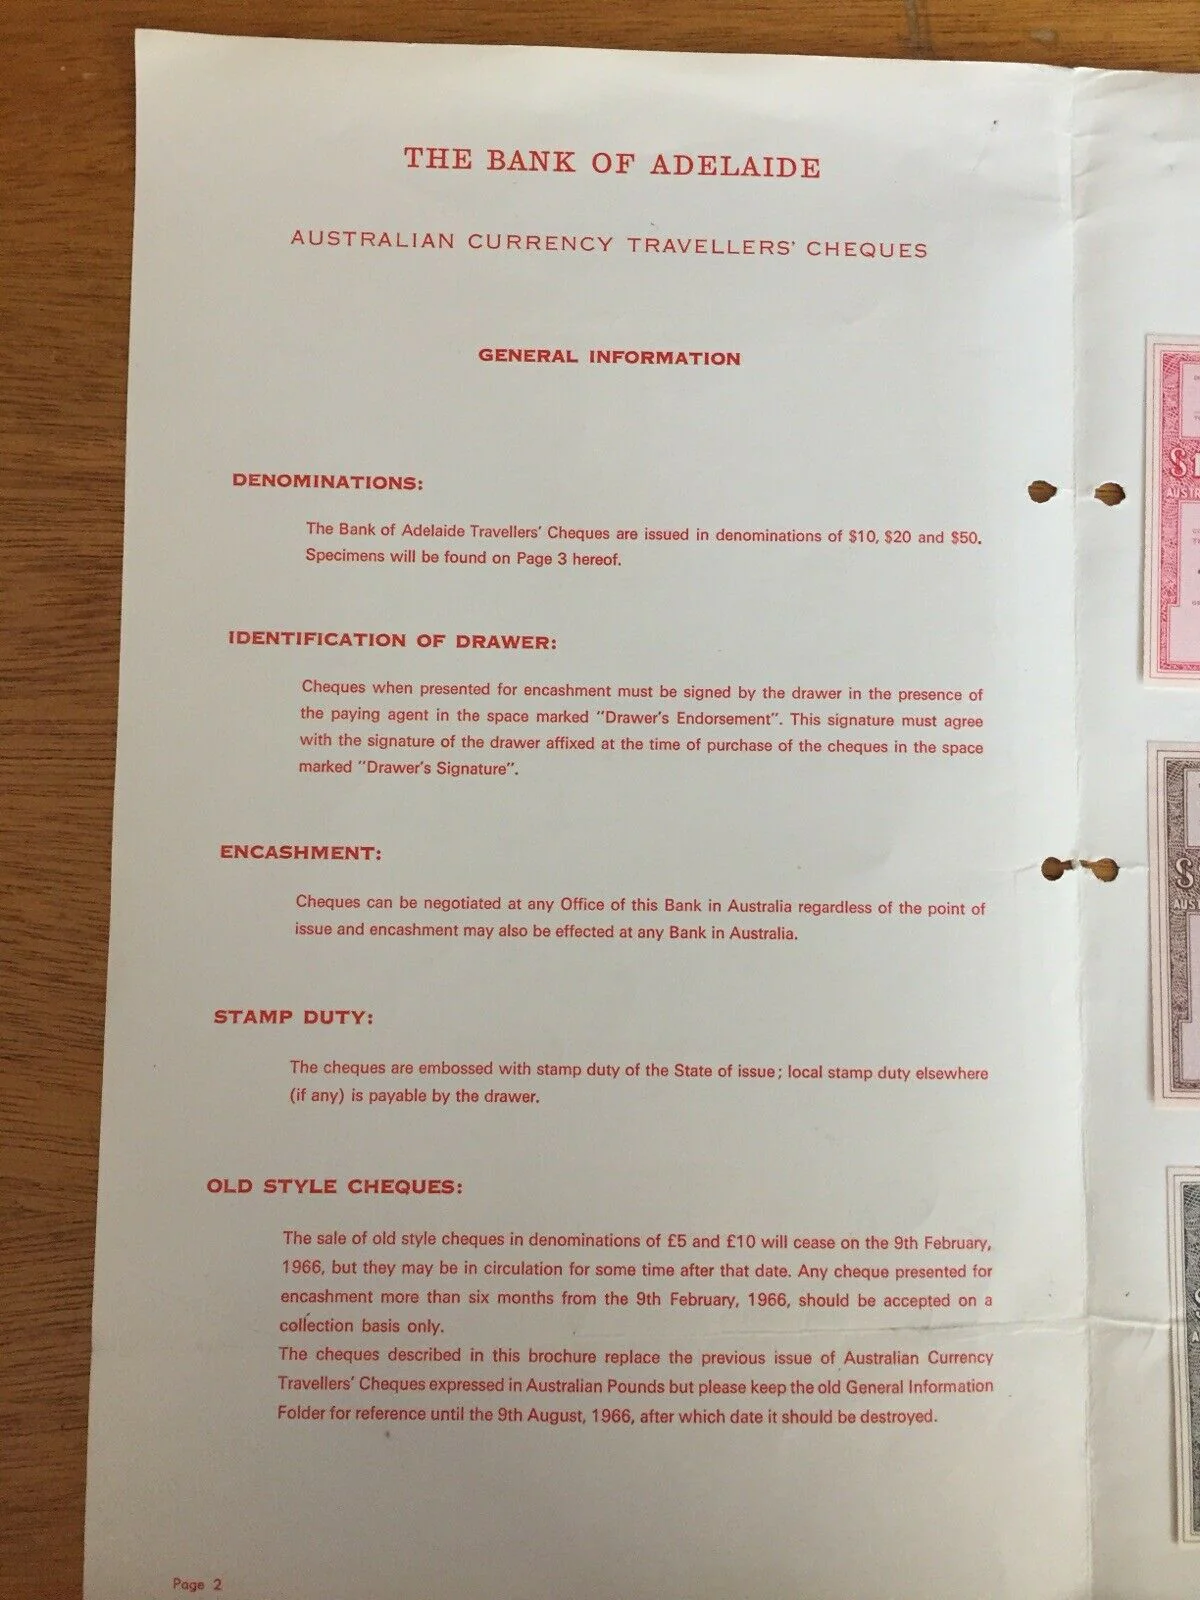 THE BANK OF ADELAIDE
AUSTRALIAN CURRENCY TRAVELLERS' CHEQUES
GENERAL INFORMATION
DENOMINATIONS:
The Bank of Adelaide Travellers' Cheques are issued in denominations of $10, $20 and $50.
Specimens will be found on Page 3 hereof.
IDENTIFICATION OF DRAWER:
Cheques when presented for encashment must be signed by the drawer in the presence of
the paying agent in the space marked "Drawer's Endorsement". This signature must agree
with the signature of the drawer affixed at the time of purchase of the cheques in the space
marked "Drawer's Signature".
ENCASHMENT:
Cheques can be negotiated at any Office of this Bank in Australia regardless of the point of
issue and encashment may also be effected at any Bank in Australia.
STAMP DUTY:
The cheques are embossed with stamp duty of the State of issue; local stamp duty elsewhere
(if any) is payable by the drawer.
OLD STYLE CHEQUES:
The sale of old style cheques in denominations of £5 and £10 will cease on the 9th February,
1966, but they may be in circulation for some time after that date. Any cheque presented for
encashment more than six months from the 9th February, 1966, should be accepted on a
collection basis only.
The cheques described in this brochure replace the previous issue of Australian Currency
Travellers' Cheques expressed in Australian Pounds but please keep the old General Information
Folder for reference until the 9th August, 1966, after which date it should be destroyed.
Page 2